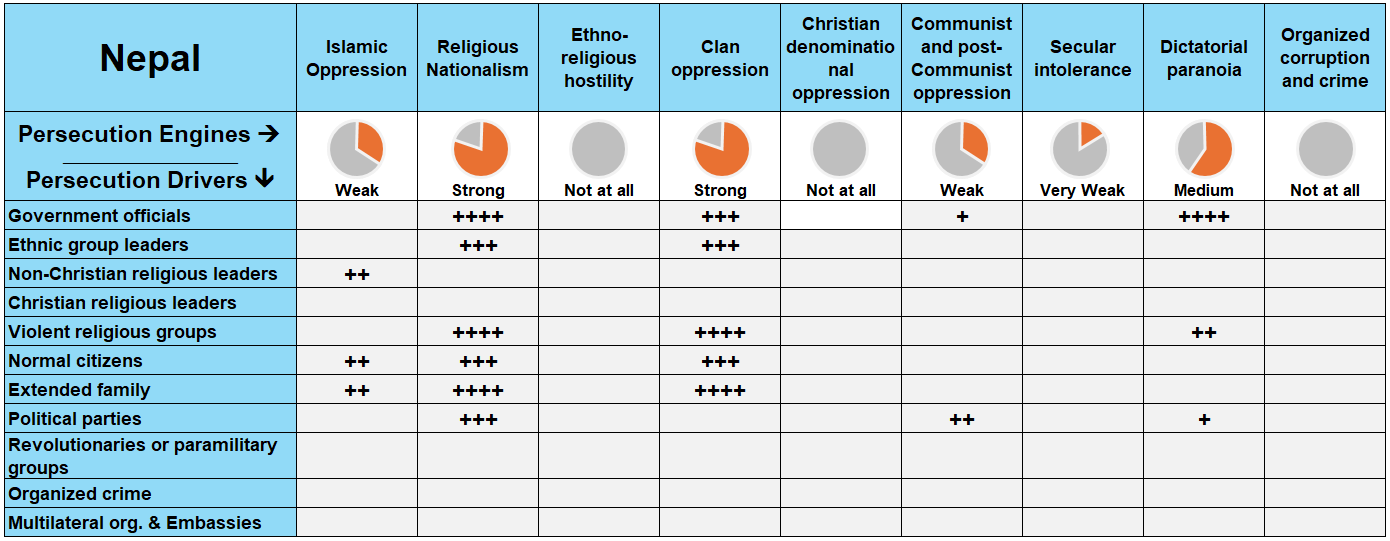 Nepal
Islamic
Oppression
Religious
Nationalism
Ethno-
religious
hostility
Clan
oppression
Christian
denominatio
nal
oppression
Communist
and post-
Communist
oppression
Secular
intolerance
Dictatorial
paranoia
Organized
corruption
and crime
Persecution Engines →
Persecution Drivers ↓
Weak
Strong
Not at all
Strong
Not at all
Weak
Very Weak
Medium
Not at all
Government officials ++++ +++ + ++++
Ethnic group leaders +++ +++
Non-Christian religious leaders ++
Christian religious leaders
Violent religious groups ++++ ++++ ++
Normal citizens ++ +++ +++
Extended family ++ ++++ ++++
Political parties +++ ++ +
Revolutionaries or paramilitary
groups
Organized crime
Multilateral org. & Embassies